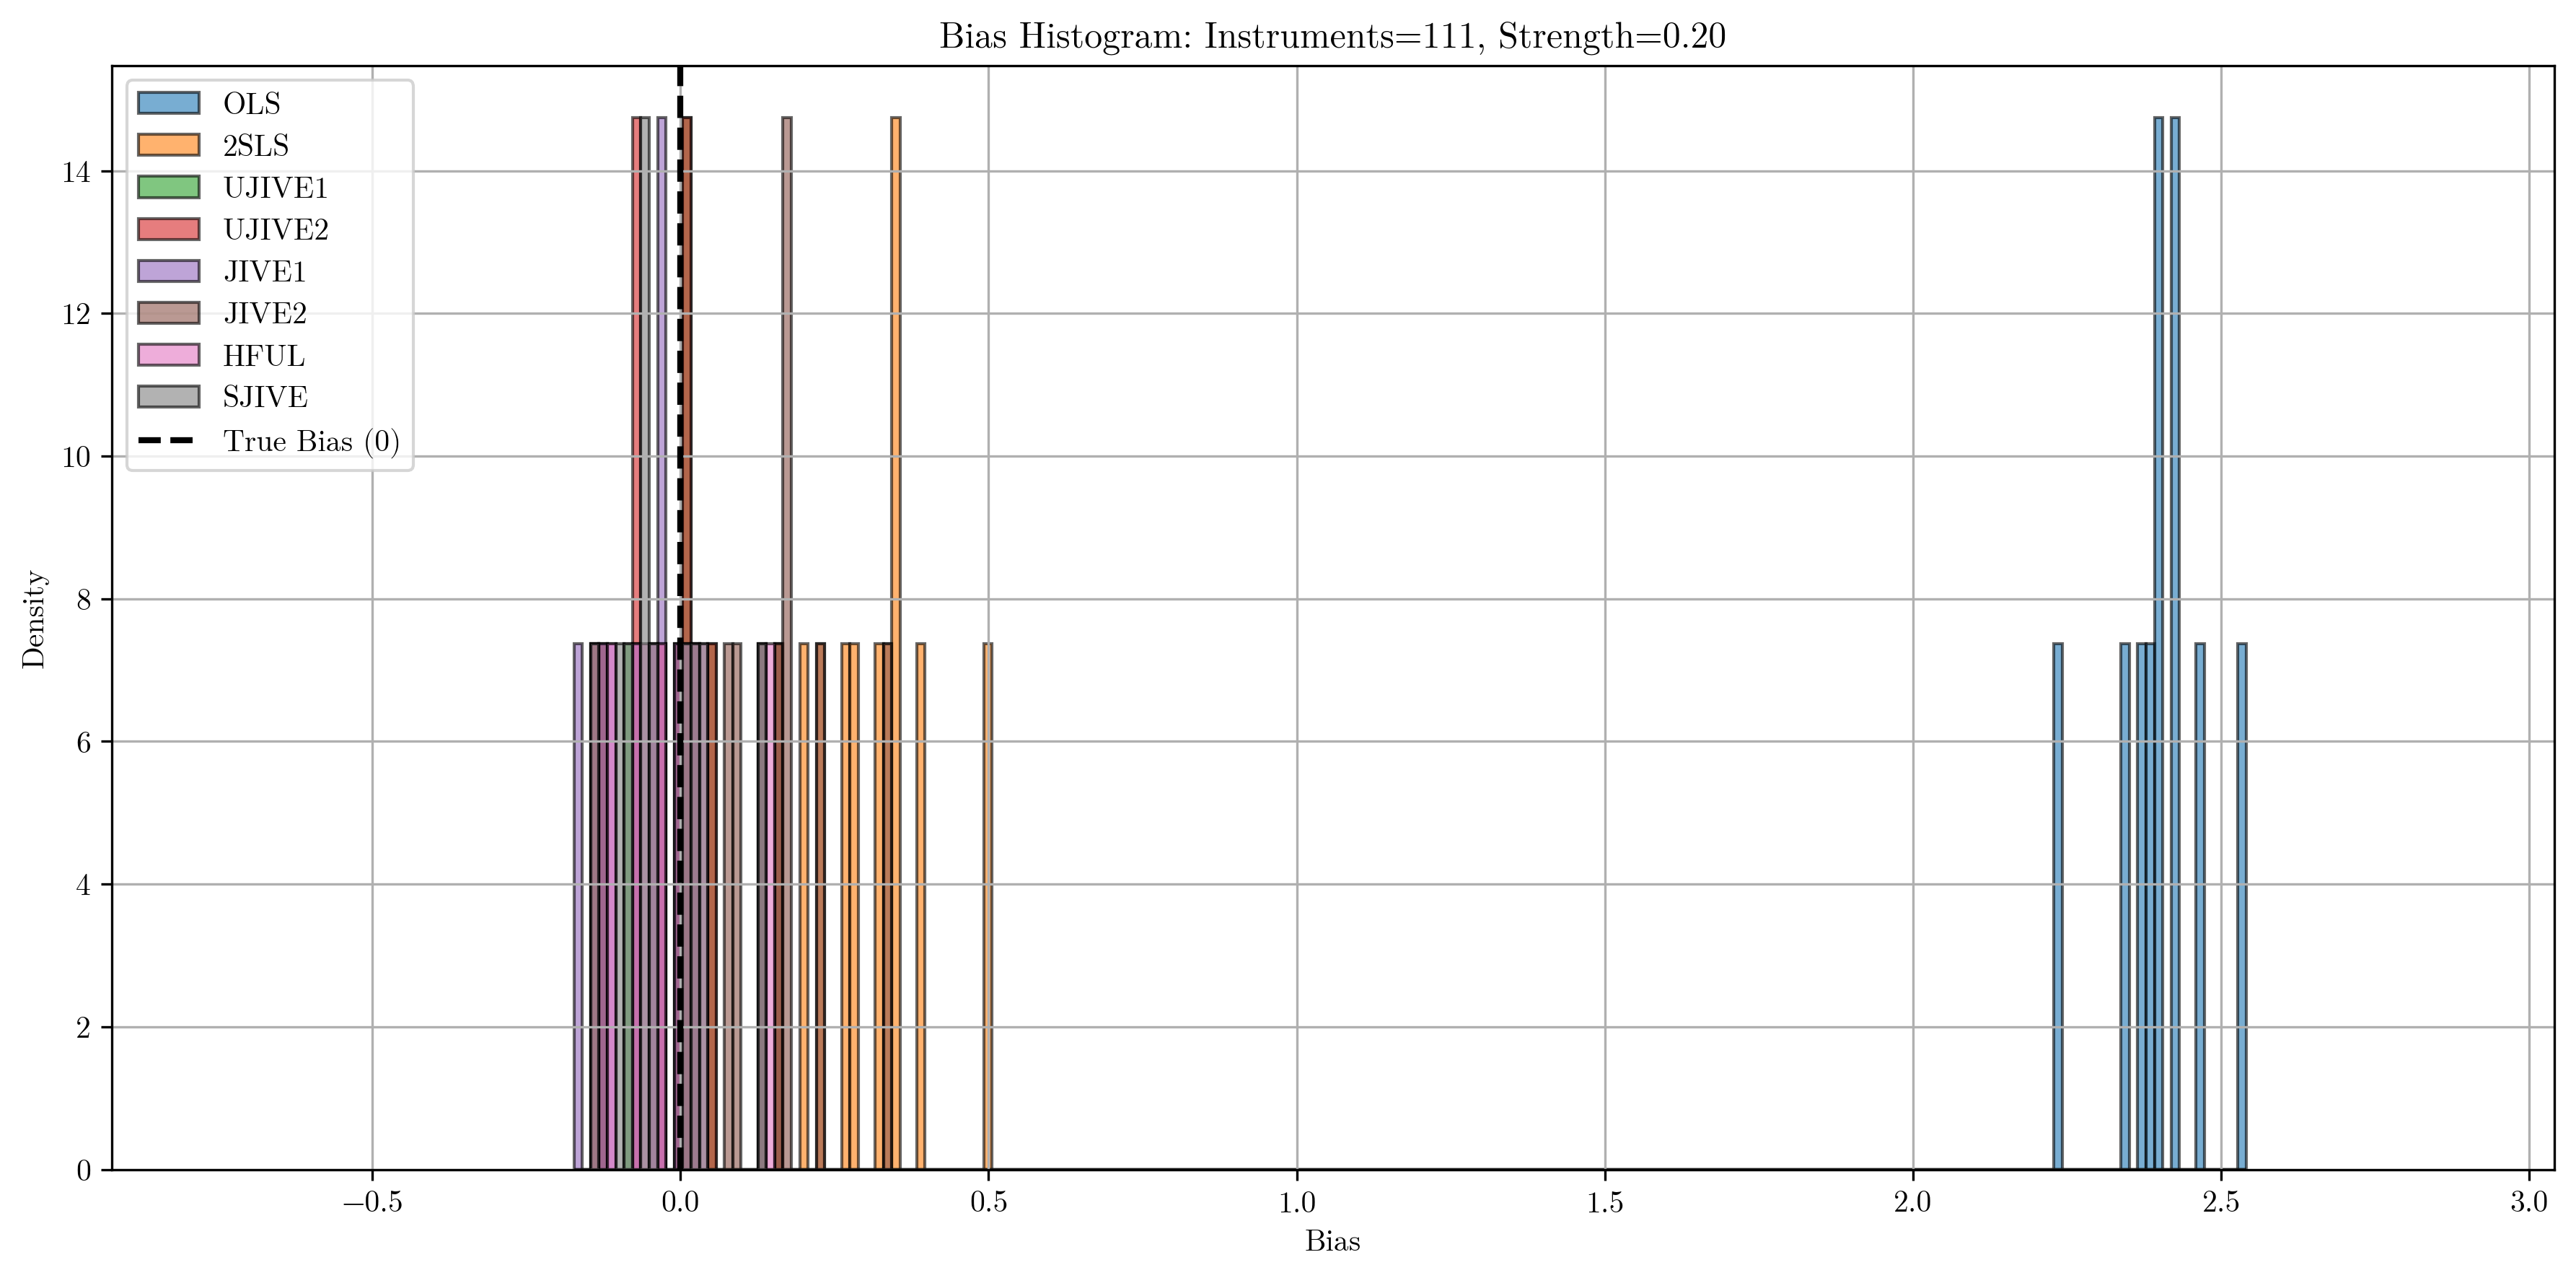 Bias Histogram: Instruments=111, Strength=0.20
OLS
2SLS
UJIVE1
UJIVE2
JIVE1
JIVE2
HFUL
SJIVE
True Bias (0)
Density
14
12
10
8
6
4
2
0
−0.5 0.0 0.5 1.0 1.5 2.0 2.5 3.0
Bias